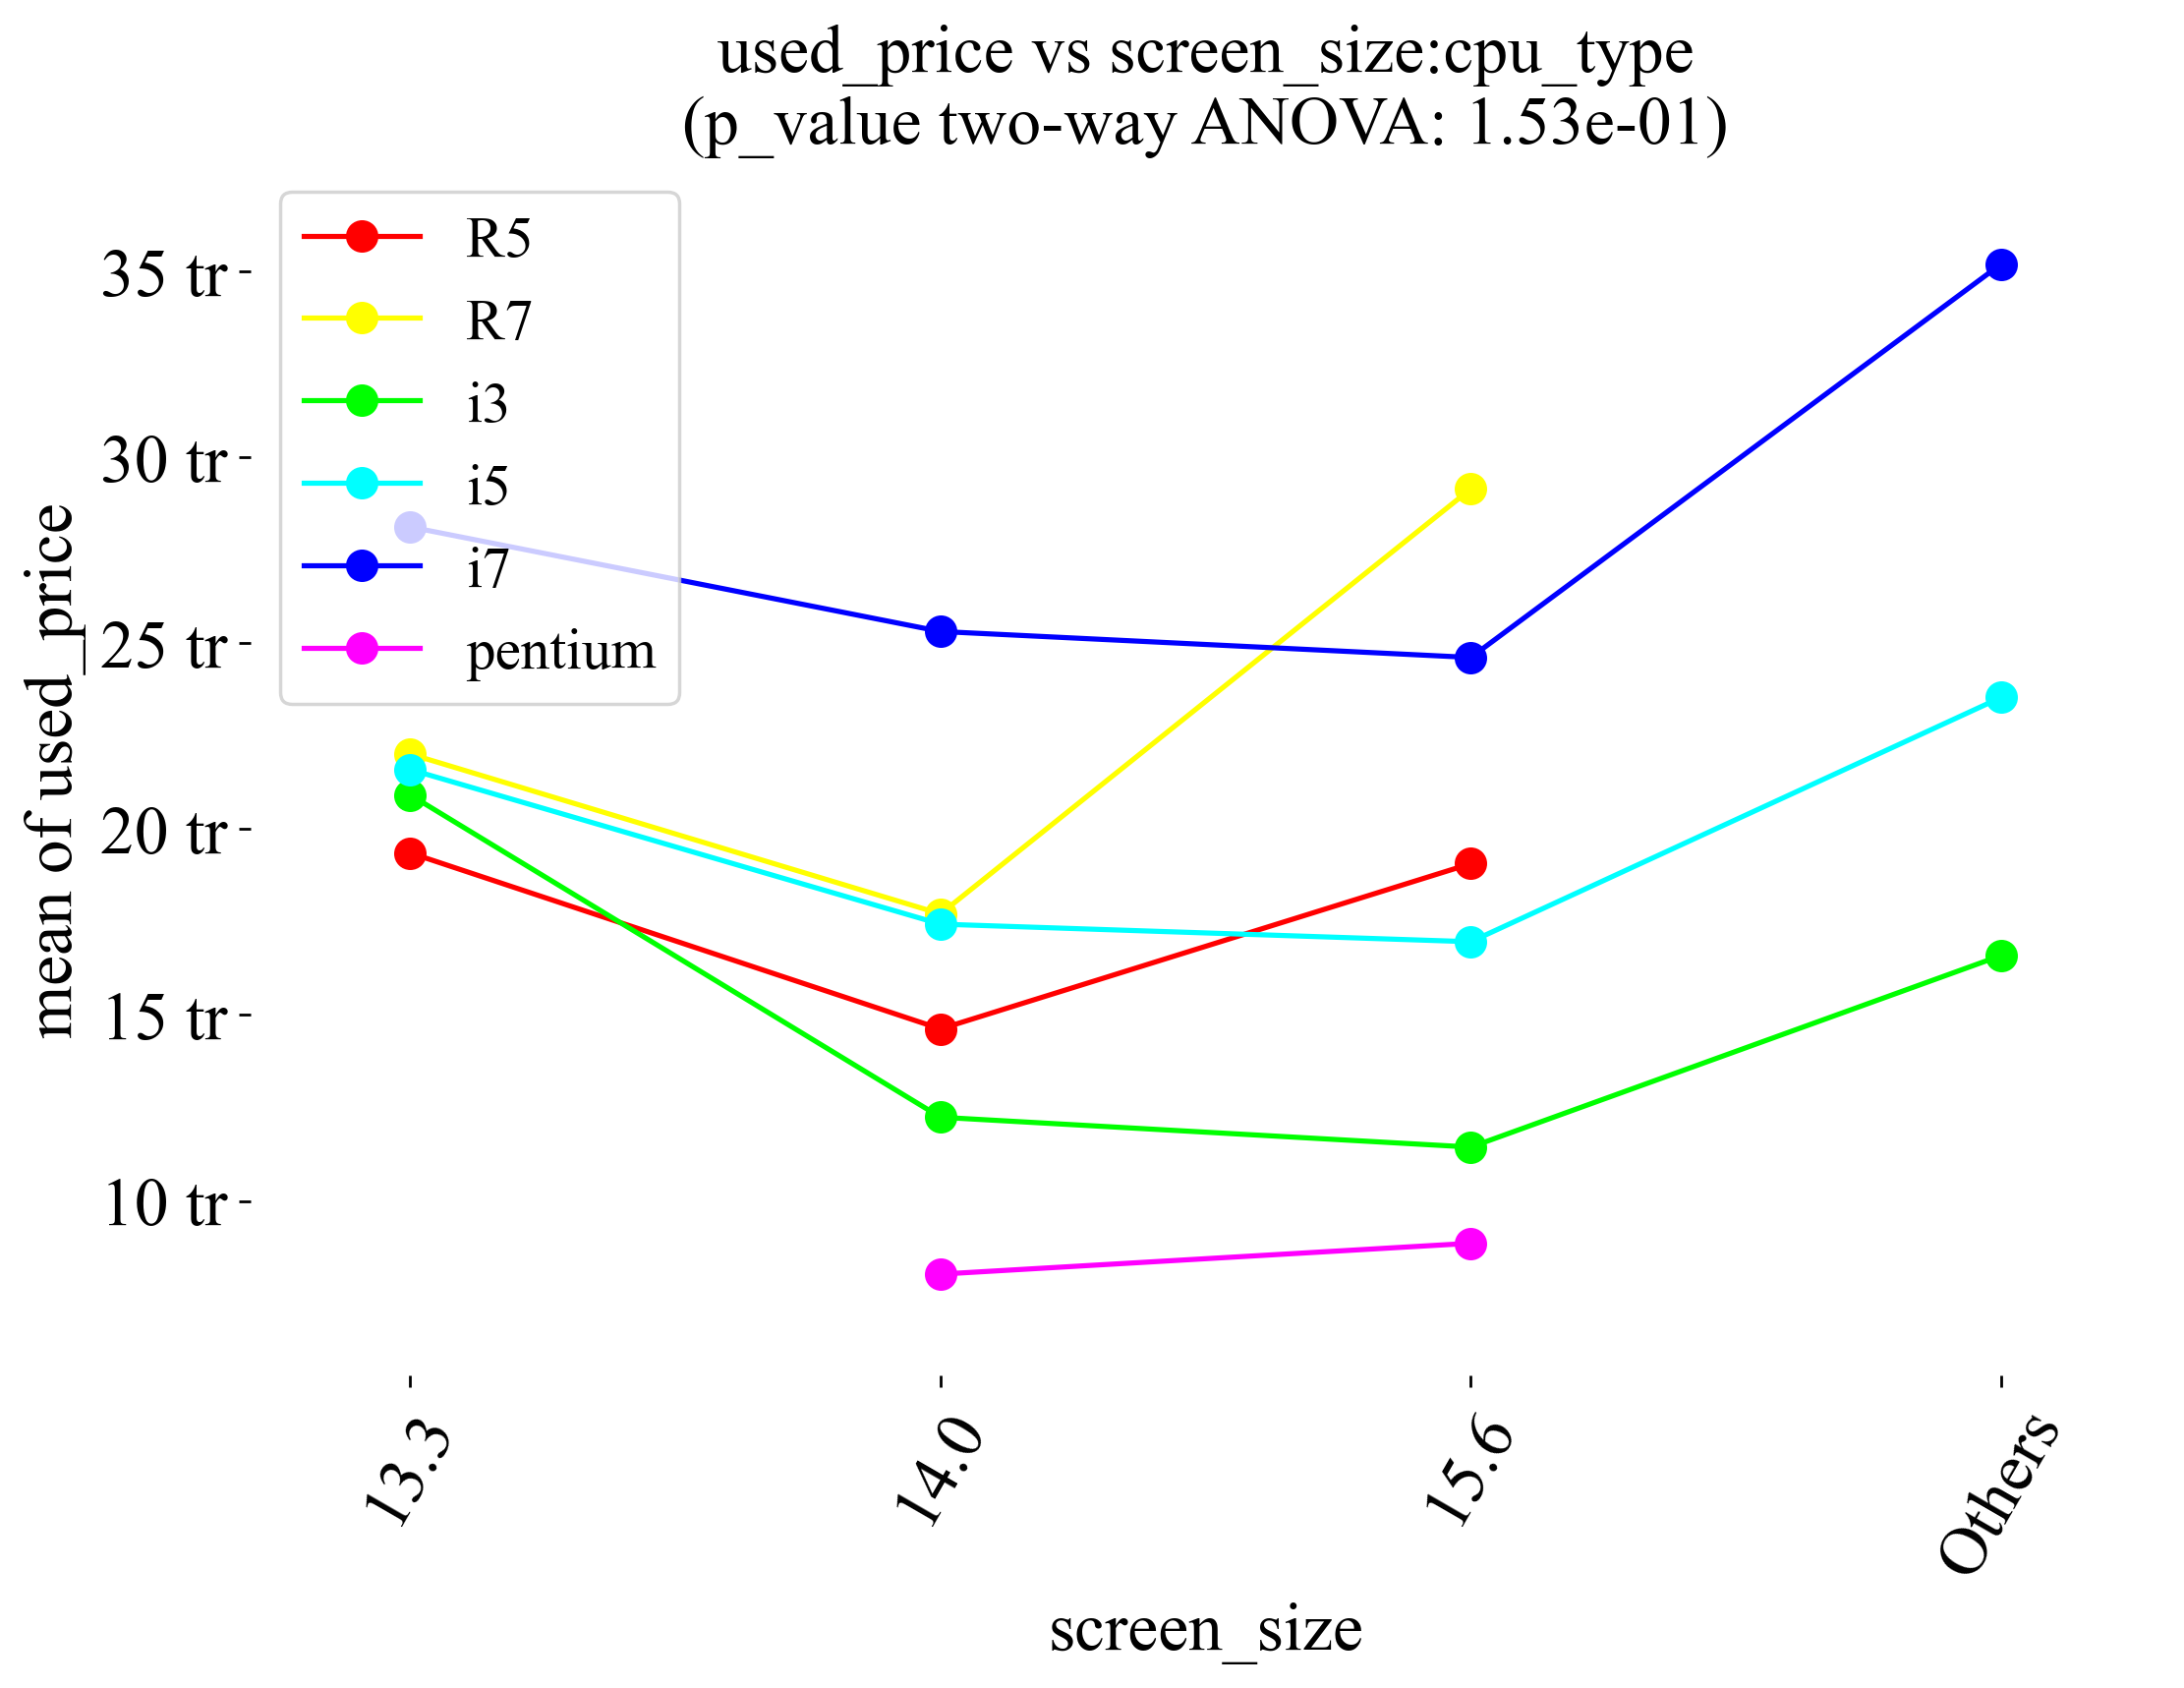 used_price vs screen_size:cpu_type
(p_value two-way ANOVA: 1.53e-01)
R5
R7
i3
i5
i7
pentium
mean of used_price
35 tr
30 tr
25 tr
20 tr
15 tr
10 tr
13.3
14.0
15.6
Others
screen_size